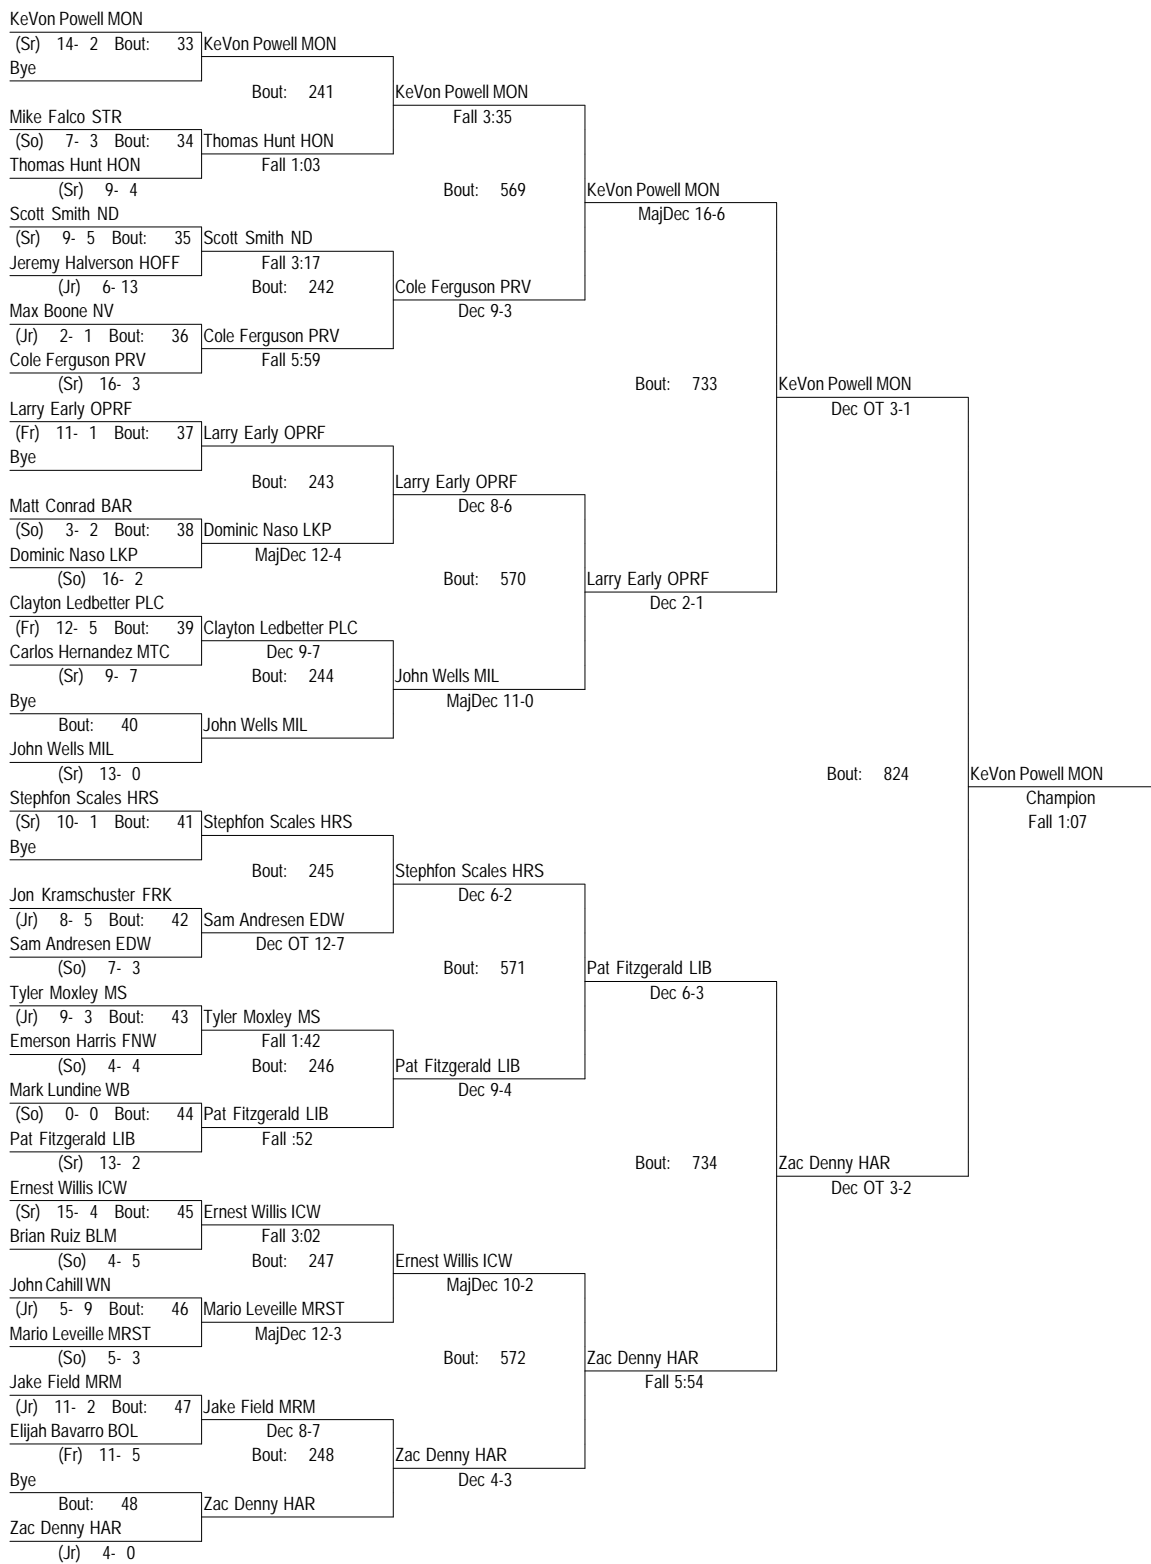 KeVon Powell MON
(Sr) 14- 2 Bout: 33 KeVon Powell MON
Bye
Bout: 241 KeVon Powell MON
Mike Falco STR Fall 3:35
(So) 7- 3 Bout: 34 Thomas Hunt HON
Thomas Hunt HON Fall 1:03
(Sr) 9- 4 Bout: 569 KeVon Powell MON
Scott Smith ND MajDec 16-6
(Sr) 9- 5 Bout: 35 Scott Smith ND
Jeremy Halverson HOFF Fall 3:17
(Jr) 6- 13 Bout: 242 Cole Ferguson PRV
Max Boone NV Dec 9-3
(Jr) 2- 1 Bout: 36 Cole Ferguson PRV
Cole Ferguson PRV Fall 5:59
(Sr) 16- 3 Bout: 733 KeVon Powell MON
Larry Early OPRF Dec OT 3-1
(Fr) 11- 1 Bout: 37 Larry Early OPRF
Bye
Bout: 243 Larry Early OPRF
Matt Conrad BAR Dec 8-6
(So) 3- 2 Bout: 38 Dominic Naso LKP
Dominic Naso LKP MajDec 12-4
(So) 16- 2 Bout: 570 Larry Early OPRF
Clayton Ledbetter PLC Dec 2-1
(Fr) 12- 5 Bout: 39 Clayton Ledbetter PLC
Carlos Hernandez MTC Dec 9-7
(Sr) 9- 7 Bout: 244 John Wells MIL
Bye MajDec 11-0
Bout: 40 John Wells MIL
John Wells MIL
(Sr) 13- 0 Bout: 824 KeVon Powell MON
Stephfon Scales HRS Champion
(Sr) 10- 1 Bout: 41 Stephfon Scales HRS Fall 1:07
Bye
Bout: 245 Stephfon Scales HRS
Jon Kramschuster FRK Dec 6-2
(Jr) 8- 5 Bout: 42 Sam Andresen EDW
Sam Andresen EDW Dec OT 12-7
(So) 7- 3 Bout: 571 Pat Fitzgerald LIB
Tyler Moxley MS Dec 6-3
(Jr) 9- 3 Bout: 43 Tyler Moxley MS
Emerson Harris FNW Fall 1:42
(So) 4- 4 Bout: 246 Pat Fitzgerald LIB
Mark Lundine WB Dec 9-4
(So) 0- 0 Bout: 44 Pat Fitzgerald LIB
Pat Fitzgerald LIB Fall :52
(Sr) 13- 2 Bout: 734 Zac Denny HAR
Ernest Willis ICW Dec OT 3-2
(Sr) 15- 4 Bout: 45 Ernest Willis ICW
Brian Ruiz BLM Fall 3:02
(So) 4- 5 Bout: 247 Ernest Willis ICW
John Cahill WN MajDec 10-2
(Jr) 5- 9 Bout: 46 Mario Leveille MRST
Mario Leveille MRST MajDec 12-3
(So) 5- 3 Bout: 572 Zac Denny HAR
Jake Field MRM Fall 5:54
(Jr) 11- 2 Bout: 47 Jake Field MRM
Elijah Bavarro BOL Dec 8-7
(Fr) 11- 5 Bout: 248 Zac Denny HAR
Bye Dec 4-3
Bout: 48 Zac Denny HAR
Zac Denny HAR
(Jr) 4- 0